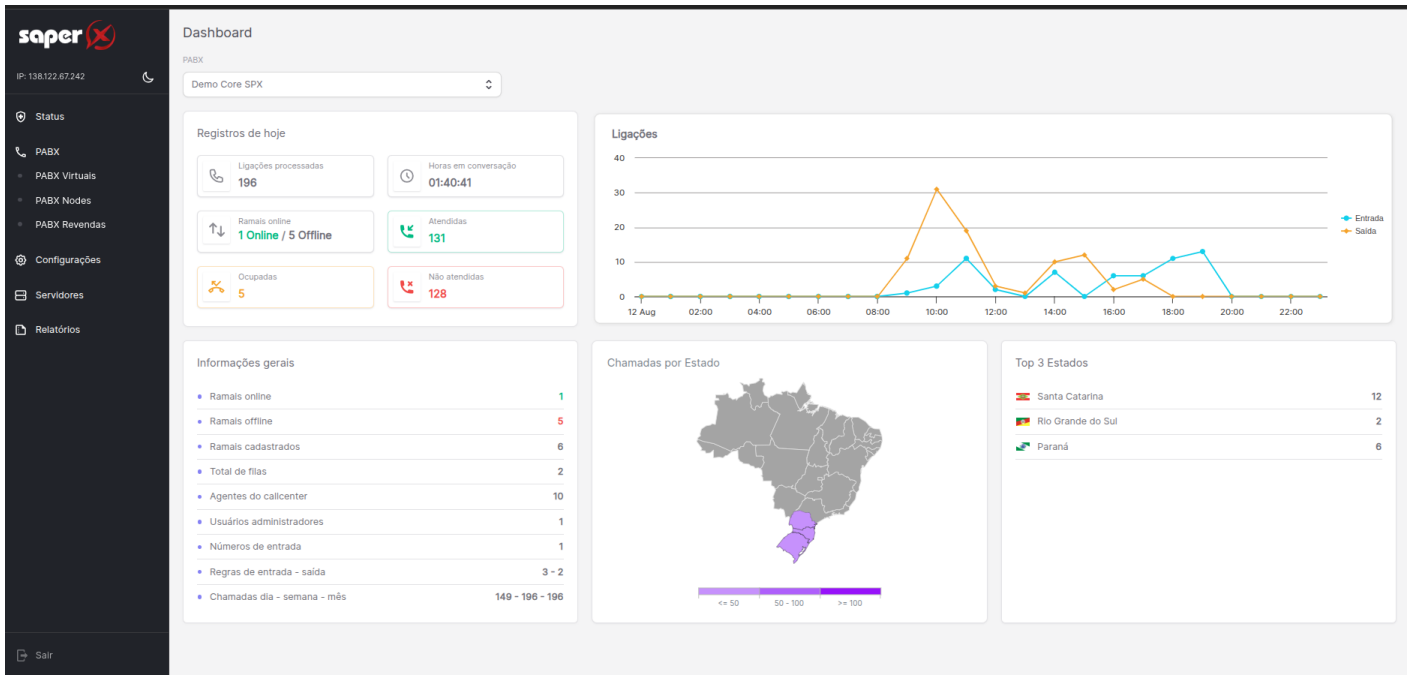 saper X
IP: 138.122.67.242
Status
PABX
PABX Virtuais
PABX Nodes
PABX Revendas
Configurações
Servidores
Relatórios
Sair
Dashboard
PABX
Demo Core SPX
Registros de hoje
Ligações processadas
196
Horas em conversação
01:40:41
Ramais online
1 Online / 5 Offline
Atendidas
131
Ocupadas
5
Não atendidas
128
Ligações
40
30
20
10
0
12 Aug 02:00 04:00 06:00 08:00 10:00 12:00 14:00 16:00 18:00 20:00 22:00
Entrada
Saída
Informações gerais
Ramais online 1
Ramais offline 5
Ramais cadastrados 6
Total de filas 2
Agentes do callcenter 10
Usuários administradores 1
Números de entrada 1
Regras de entrada - saída 3 - 2
Chamadas dia - semana - mês 149 - 196 - 196
Chamadas por Estado
<= 50 50 - 100 >= 100
Top 3 Estados
Santa Catarina 12
Rio Grande do Sul 2
Paraná 6